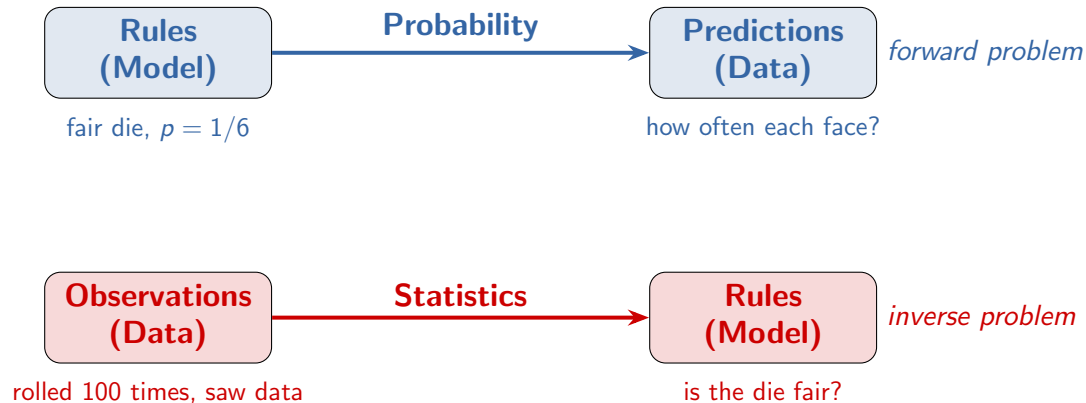 Rules
(Model)
Probability
Predictions
(Data)
forward problem
fair die, p = 1/6
how often each face?
Observations
(Data)
Statistics
Rules
(Model)
inverse problem
rolled 100 times, saw data
is the die fair?